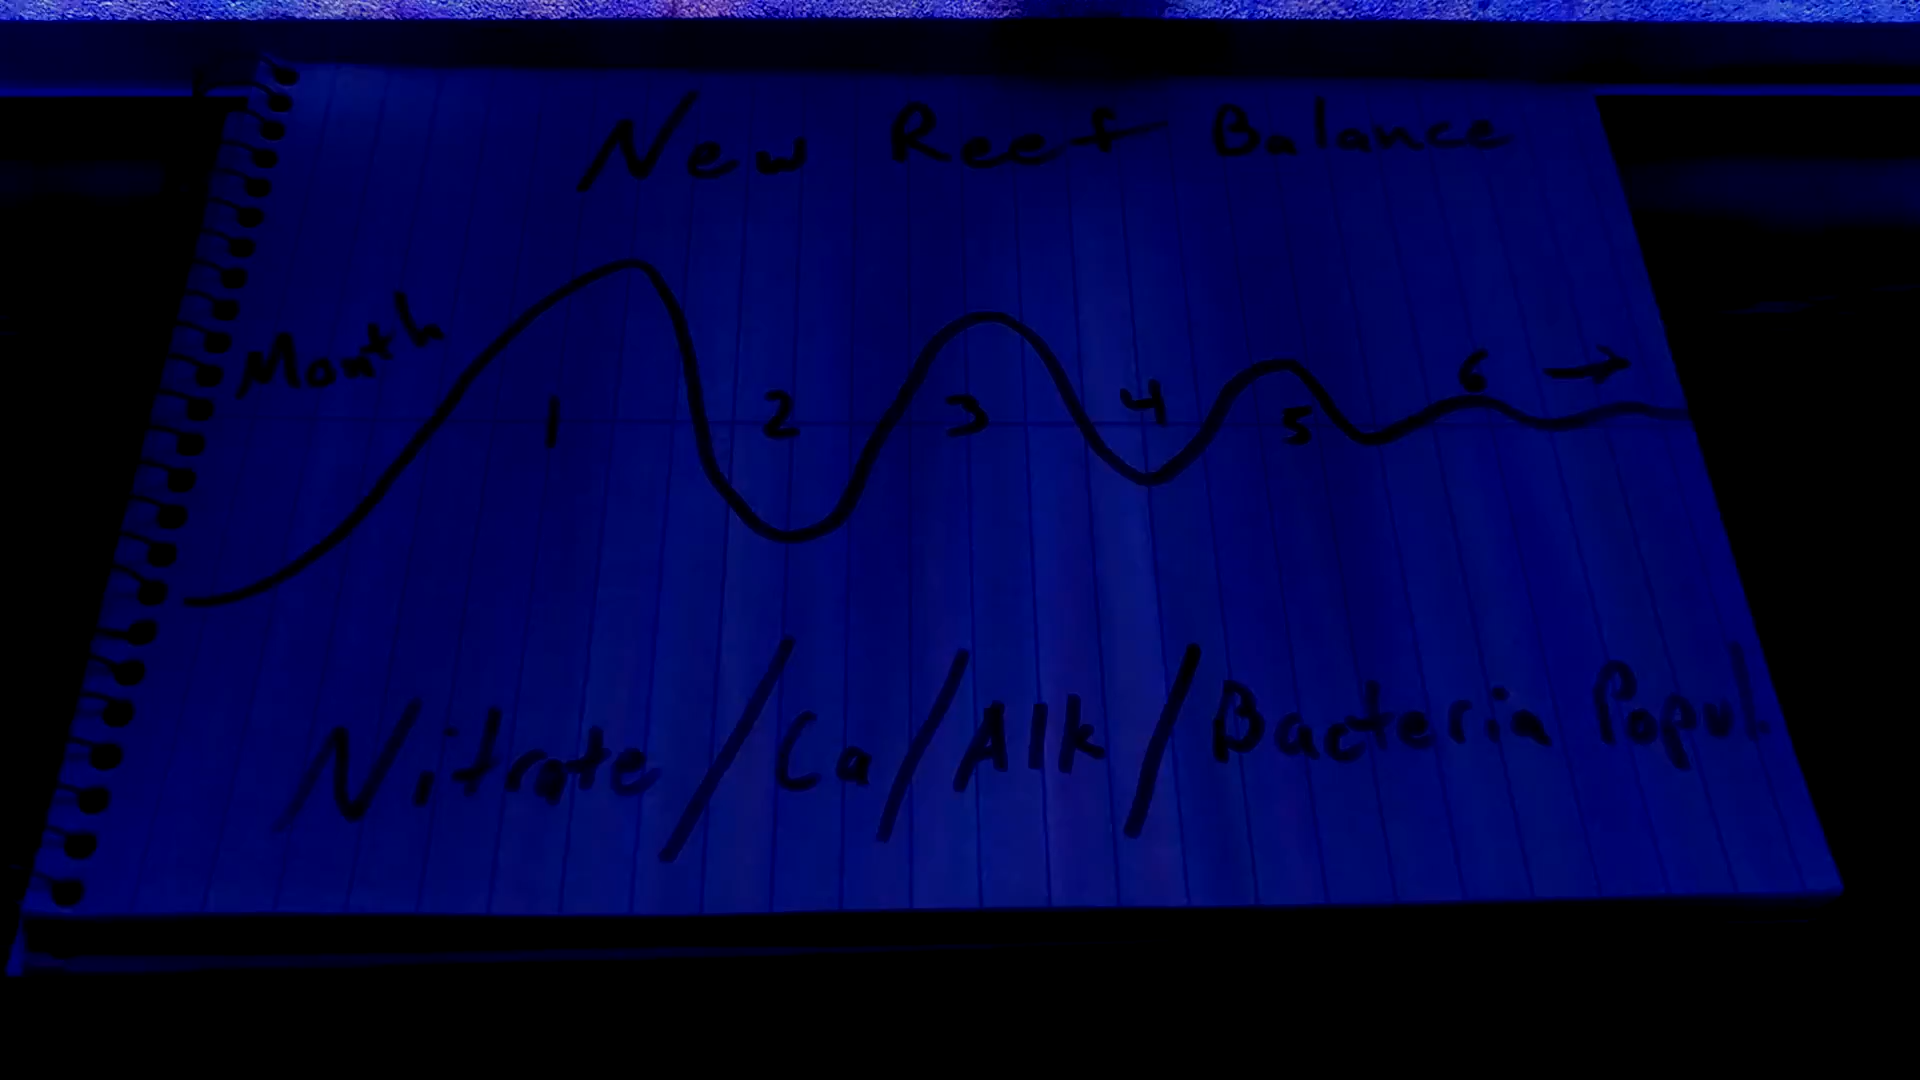 New Reef Balance
Month 1 2 3 4 5 6 →
Nitrate / Ca / Alk / Bacteria Popul